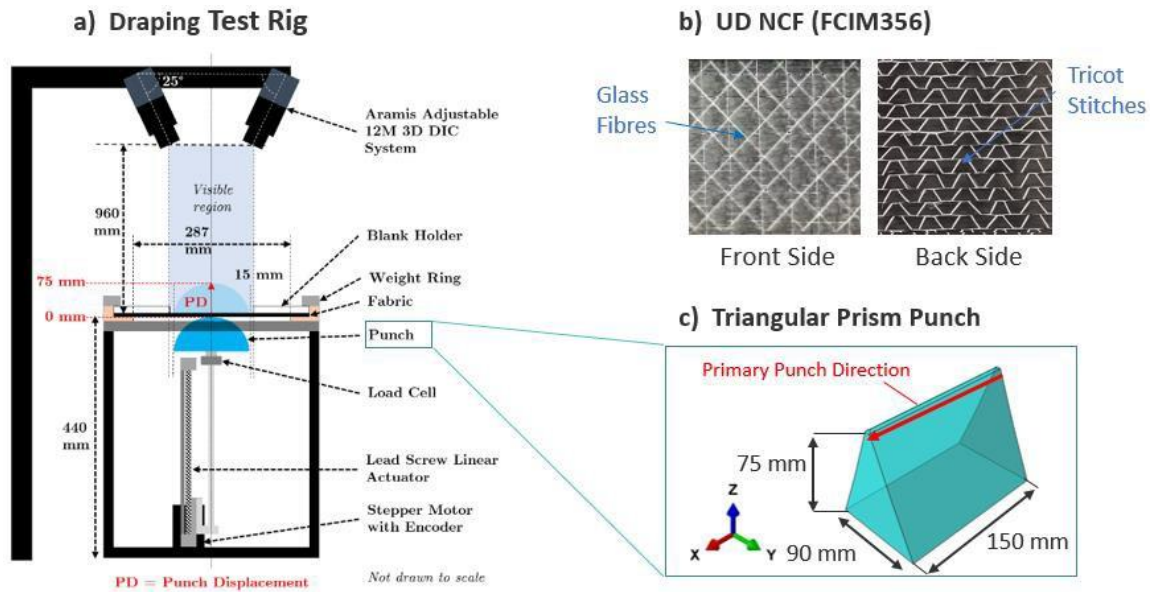 a) Draping Test Rig
25°
Aramis Adjustable
12M 3D DIC
System
Visible
region
960
mm
287
mm
Blank Holder
15 mm
Weight Ring
75 mm
PD
Fabric
0 mm
Punch
Load Cell
440
mm
Lead Screw Linear
Actuator
Stepper Motor
with Encoder
PD = Punch Displacement
Not drawn to scale
b) UD NCF (FCIM356)
Glass
Fibres
Tricot
Stitches
Front Side
Back Side
c) Triangular Prism Punch
Primary Punch Direction
75 mm
Z
X
Y
90 mm
150 mm